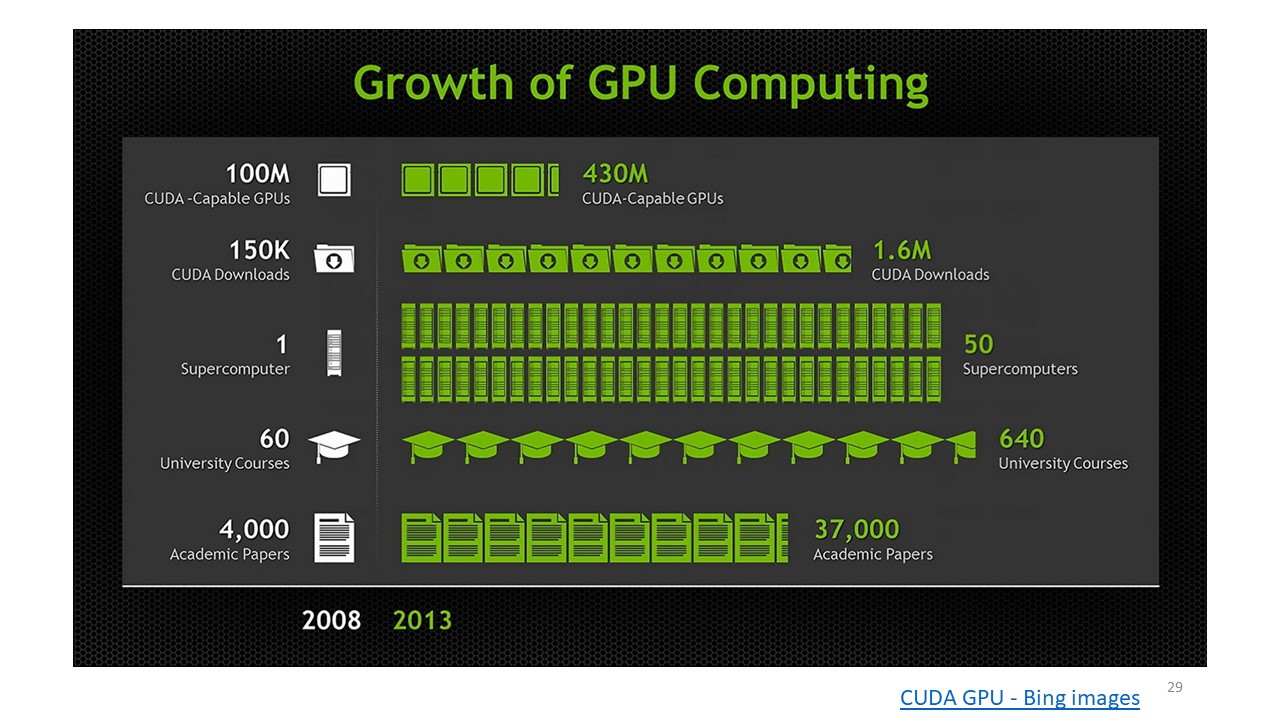 Growth of GPU Computing
100M
CUDA -Capable GPUs
430M
CUDA-Capable GPUs
150K
CUDA Downloads
1.6M
CUDA Downloads
1
Supercomputer
50
Supercomputers
60
University Courses
640
University Courses
4,000
Academic Papers
37,000
Academic Papers
2008 2013
CUDA GPU - Bing images
29